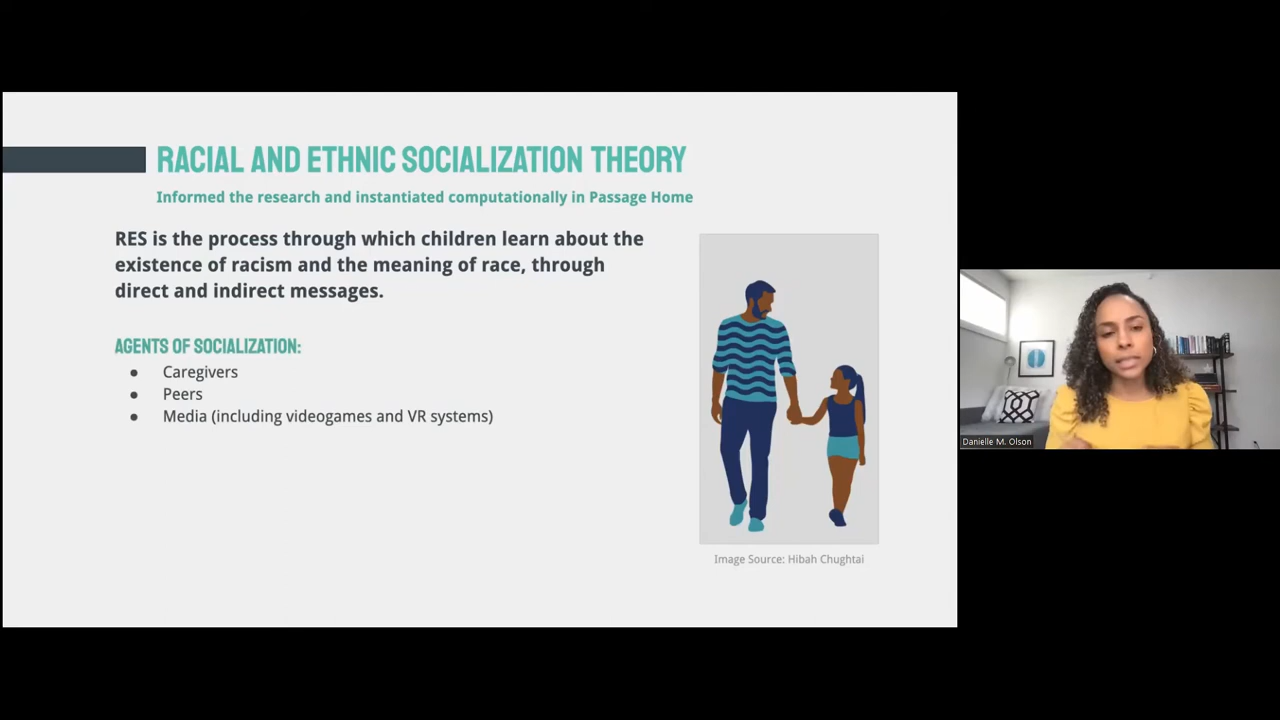 RACIAL AND ETHNIC SOCIALIZATION THEORY
Informed the research and instantiated computationally in Passage Home
RES is the process through which children learn about the
existence of racism and the meaning of race, through
direct and indirect messages.
AGENTS OF SOCIALIZATION:
● Caregivers
● Peers
● Media (including videogames and VR systems)
Image Source: Hibah Chughtai
Danielle M. Olson